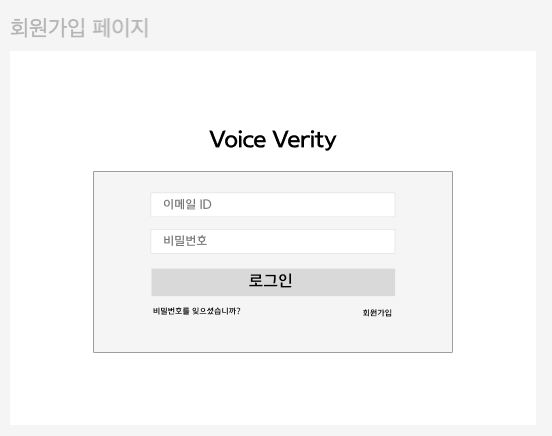 회원가입 페이지
Voice Verity
이메일 ID
비밀번호
로그인
비밀번호를 잊으셨습니까? 회원가입